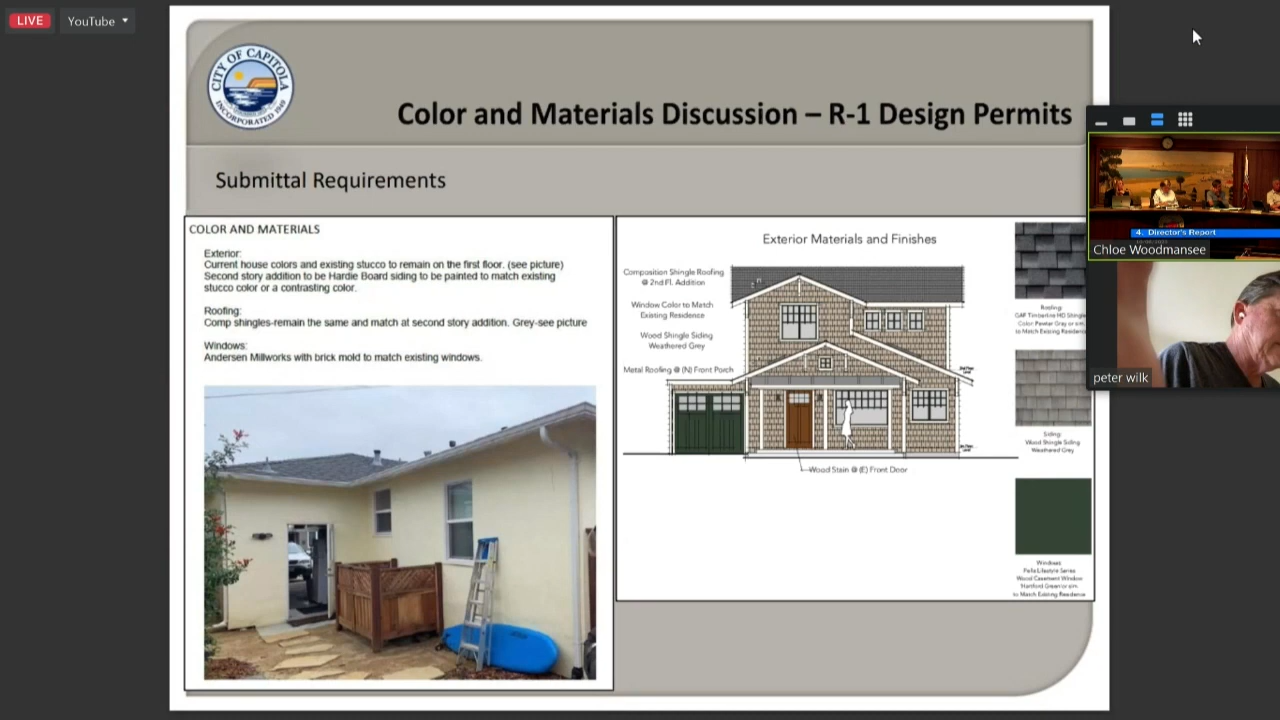 LIVE
YouTube
CITY OF CAPITOLA
INCORPORATED 1949
Color and Materials Discussion – R-1 Design Permits
Submittal Requirements
COLOR AND MATERIALS
Exterior:
Current house colors and existing stucco to remain on the first floor. (see picture)
Second story addition to be Hardie Board siding to be painted to match existing
stucco color or a contrasting color.
Roofing:
Comp shingles-remain the same and match at second story addition. Grey-see picture
Windows:
Andersen Millworks with brick mold to match existing windows.
Exterior Materials and Finishes
Composition Shingle Roofing
@ 2nd Fl. Addition
Window Color to Match
Existing Residence
Wood Shingle Siding
Weathered Grey
Metal Roofing @ (N) Front Porch
Wood Stain @ (E) Front Door
Roofing:
GAF Timberline HD Shingle
Color: Pewter Gray or sim.
to Match Existing Residence
Siding:
Wood Shingle Siding
Weathered Grey
Windows:
Pella Lifestyle Series
Wood Casement Window
Hartford Green or sim.
to Match Existing Residence
4. Director's Report
Chloe Woodmansee
peter wilk